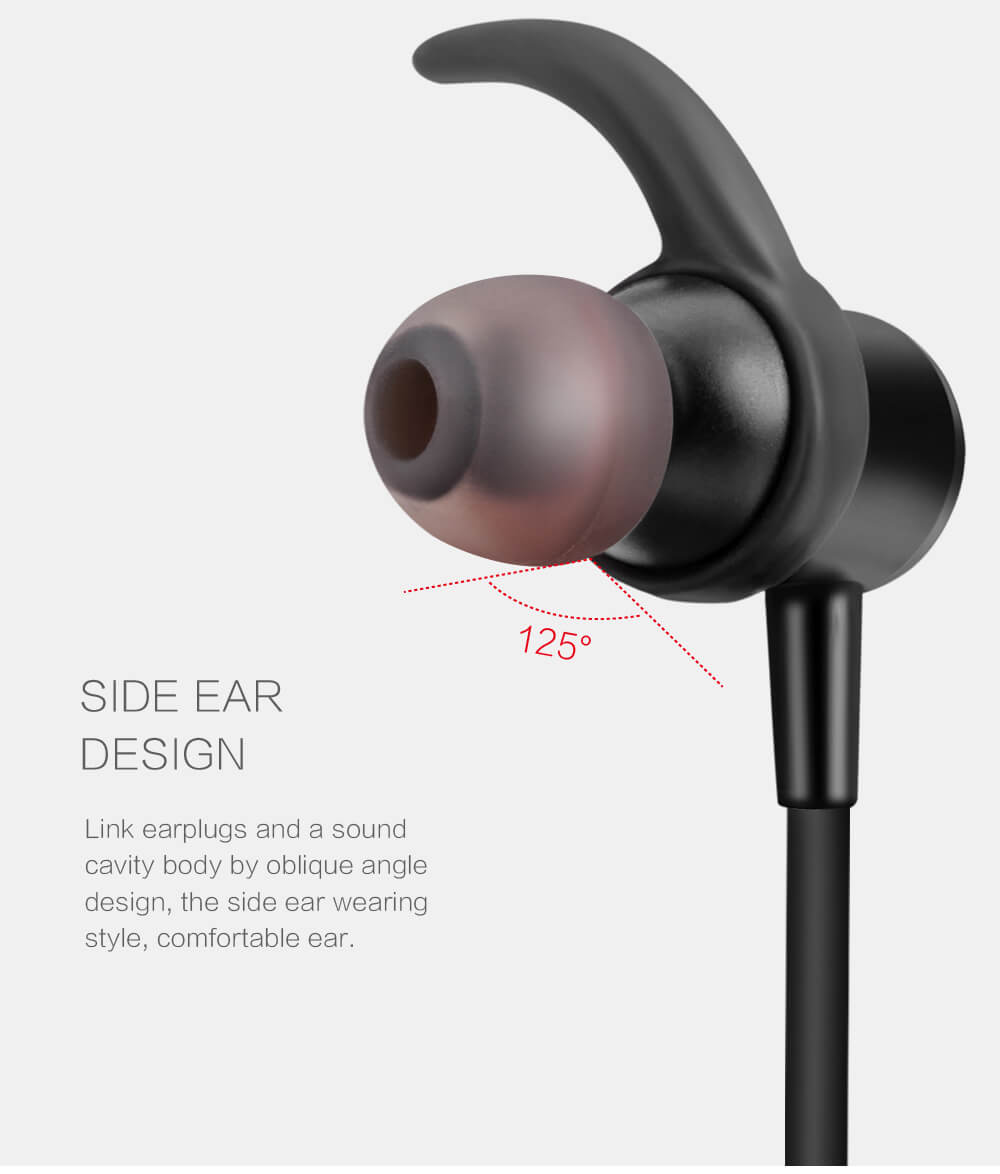 125°
SIDE EAR
DESIGN
Link earplugs and a sound
cavity body by oblique angle
design, the side ear wearing
style, comfortable ear.